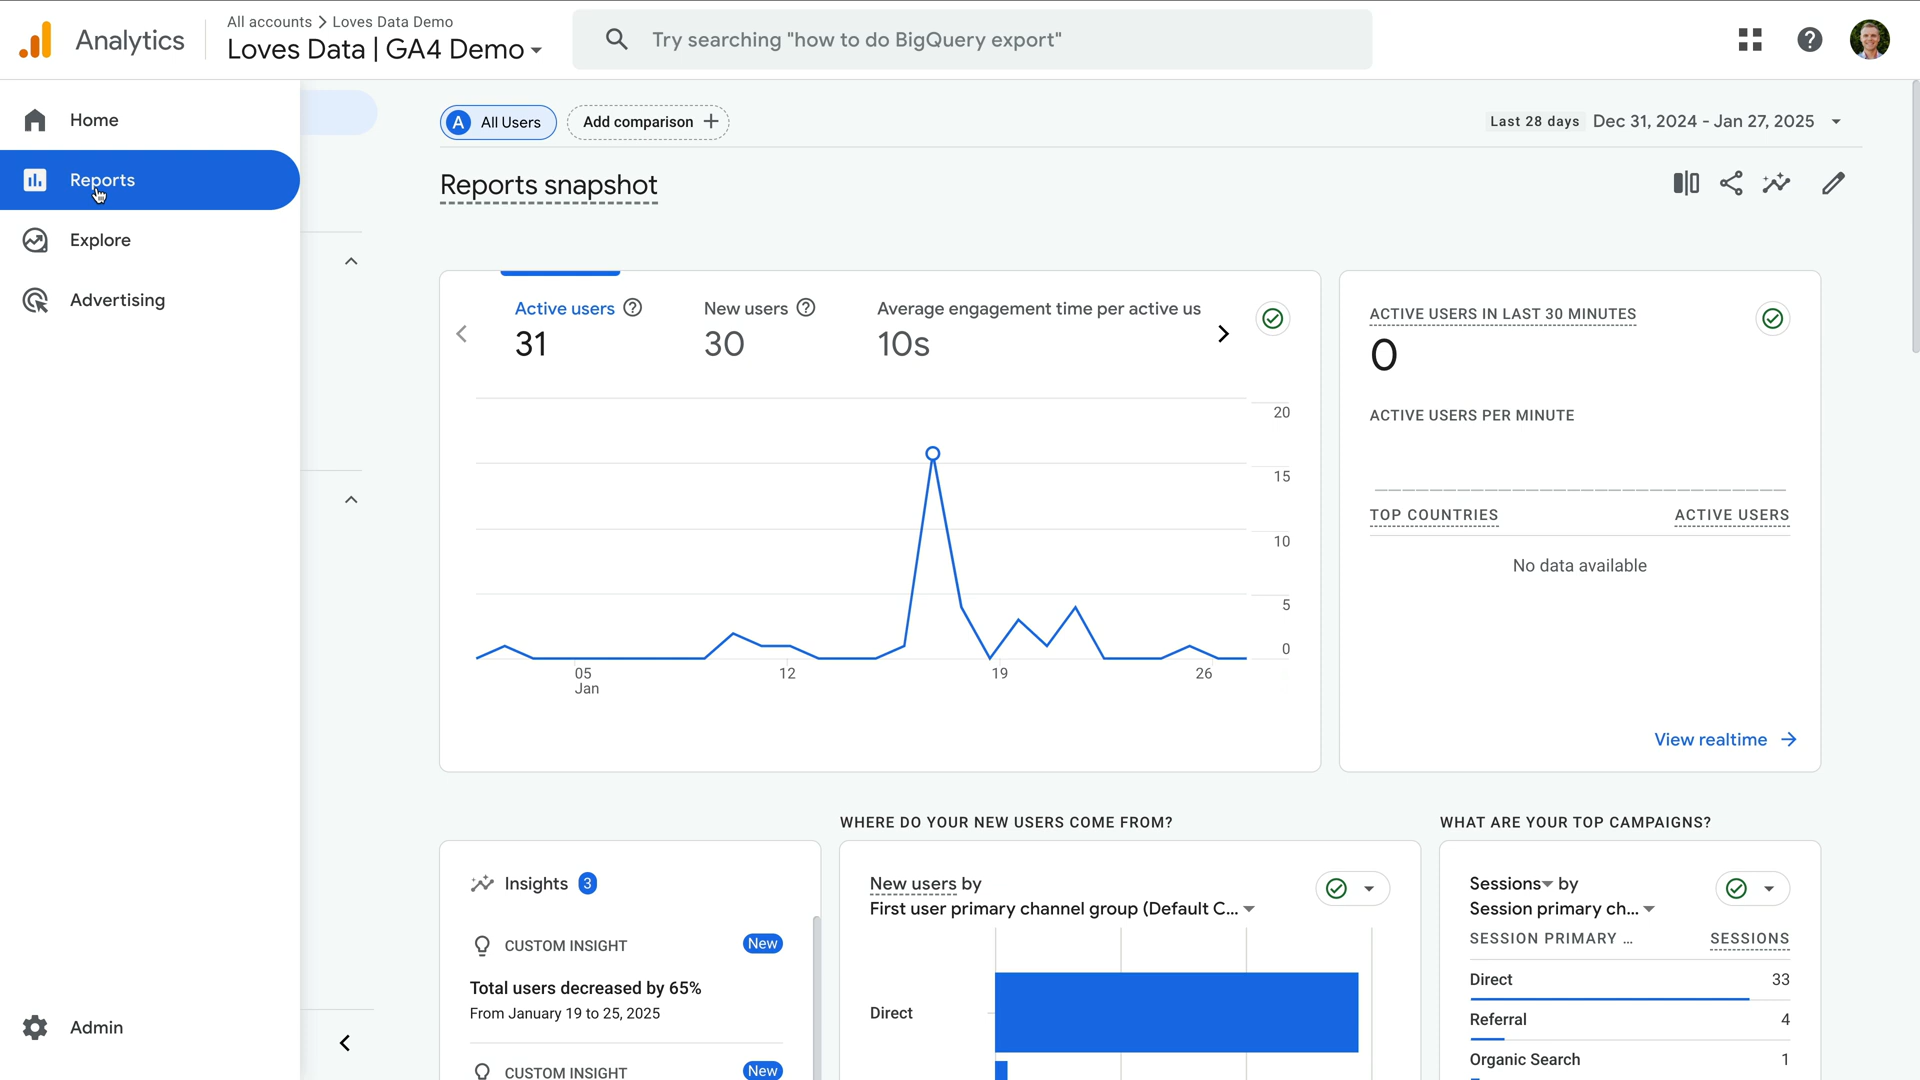 Analytics
All accounts > Loves Data Demo
Loves Data | GA4 Demo
Try searching "how to do BigQuery export"
Home
Reports
Explore
Advertising
Admin
A All Users
Add comparison +
Last 28 days Dec 31, 2024 - Jan 27, 2025
Reports snapshot
Active users
31
New users
30
Average engagement time per active us
10s
20
15
10
5
0
05
Jan
12
19
26
ACTIVE USERS IN LAST 30 MINUTES
0
ACTIVE USERS PER MINUTE
TOP COUNTRIES ACTIVE USERS
No data available
View realtime
Insights 3
CUSTOM INSIGHT New
Total users decreased by 65%
From January 19 to 25, 2025
CUSTOM INSIGHT New
WHERE DO YOUR NEW USERS COME FROM?
New users by
First user primary channel group (Default C...
Direct
WHAT ARE YOUR TOP CAMPAIGNS?
Sessions by
Session primary ch...
SESSION PRIMARY ... SESSIONS
Direct 33
Referral 4
Organic Search 1